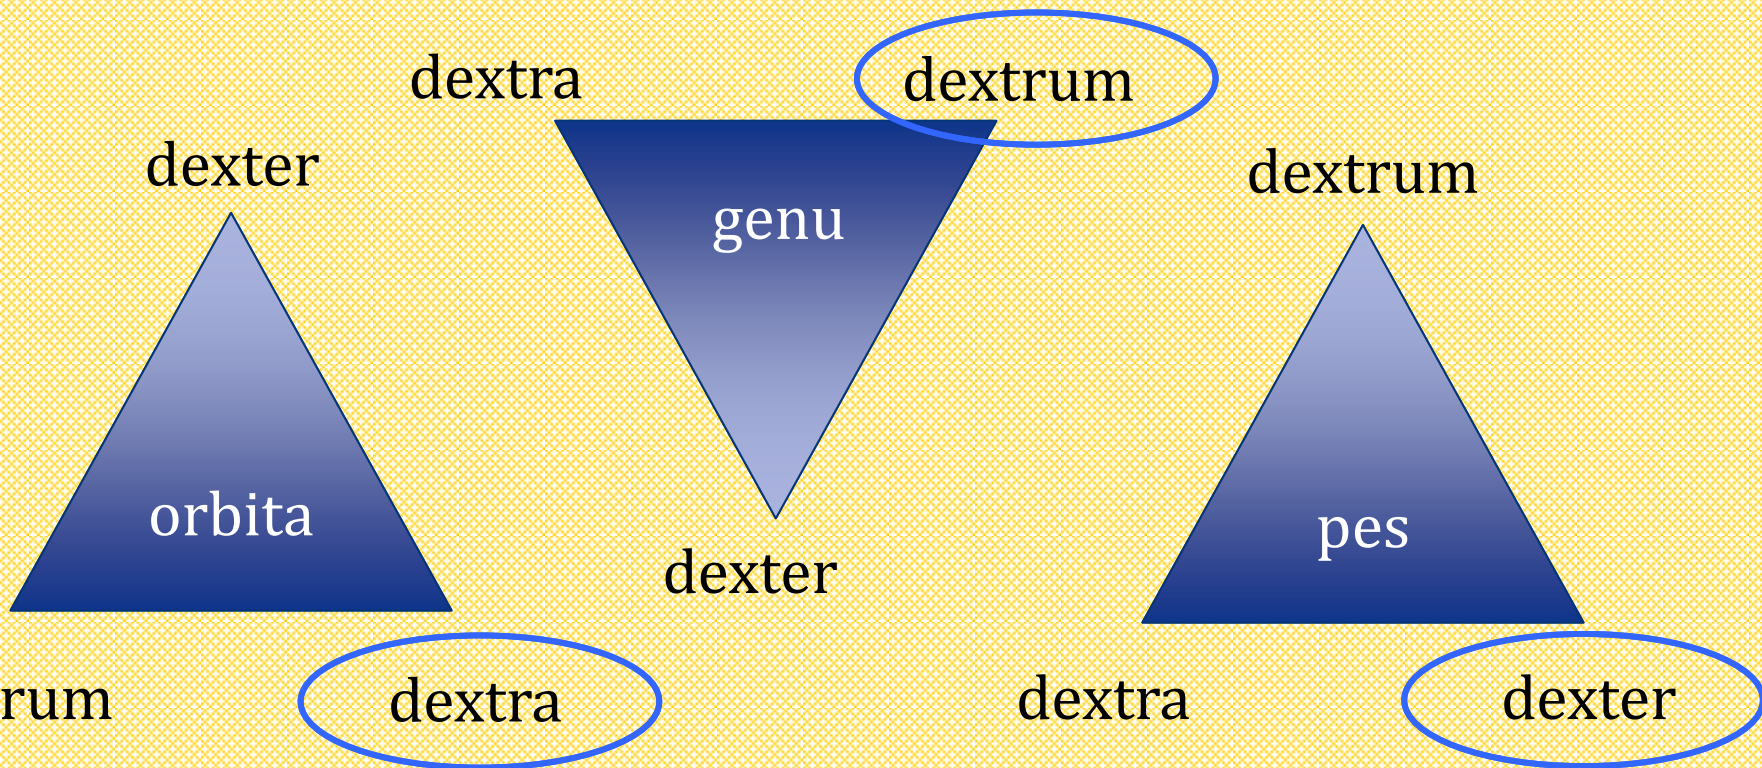 dextra
dextrum
dexter
dextrum
genu
orbita
pes
dexter
rum
dextra
dextra
dexter